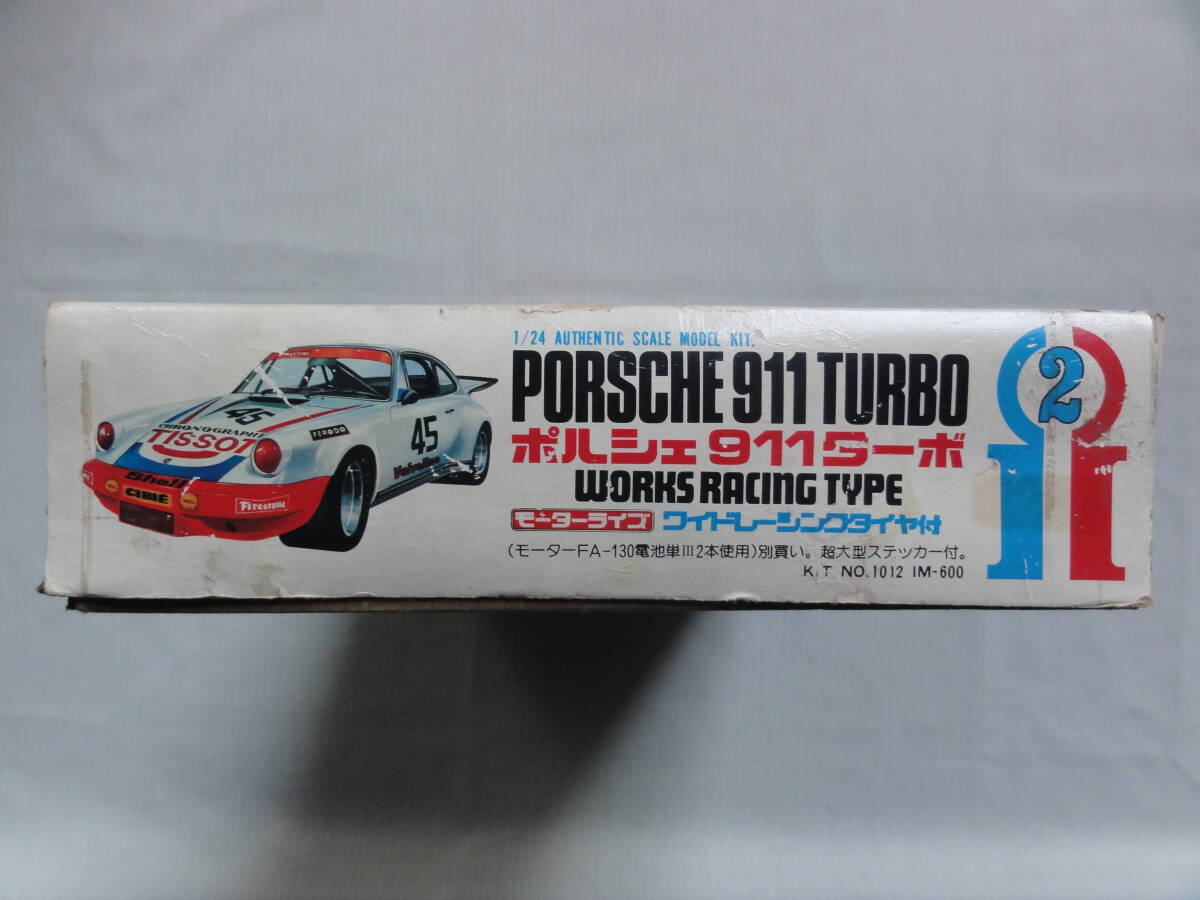 1/24 AUTHENTIC SCALE MODEL KIT.
PORSCHE 911 TURBO
ポルシェ911ターボ
WORKS RACING TYPE
モーターライズ ワイドレーシングタイヤ付
(モーターFA-130電池単III2本使用)別買い。超大型ステッカー付。
KIT NO.1012 IM-600
2
45
CHRONOGRAPHE
TISSOT
FERODO
45
Shell
CIBIÉ
Firestone